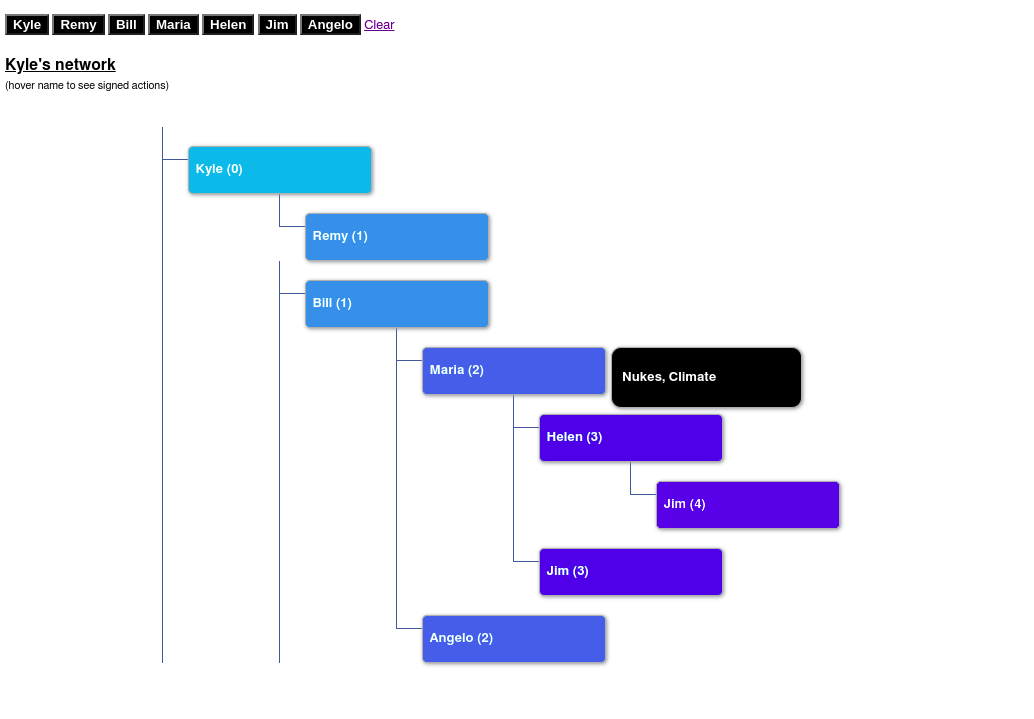 Kyle Remy Bill Maria Helen Jim Angelo Clear
Kyle's network
(hover name to see signed actions)
Kyle (0)
Remy (1)
Bill (1)
Maria (2)
Nukes, Climate
Helen (3)
Jim (4)
Jim (3)
Angelo (2)